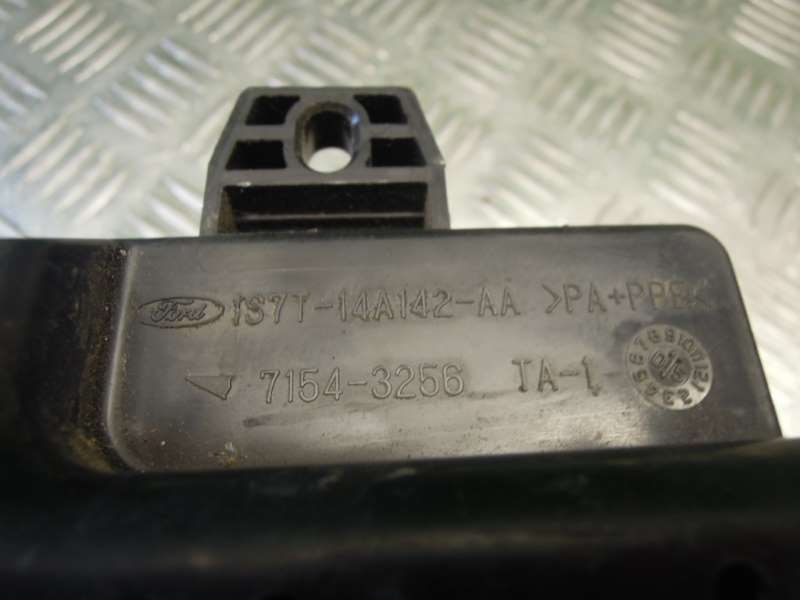 Ford 1S7T-14A142-AA >PA+PPE<
7154-3256 TA-1